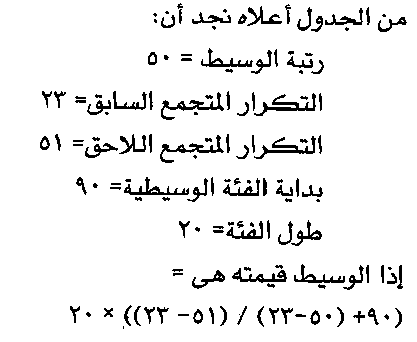 من الجدول أعلاه نجد أن:
رتبة الوسيط = ٥٠
التكرار المتجمع السابق= ٢٣
التكرار المتجمع اللاحق= ٥١
بداية الفئة الوسيطية= ٩٠
طول الفئة= ٢٠
إذا الوسيط قيمته هي =
(٩٠+ (٥٠-٢٣) / (٥١- ٢٣)) × ٢٠